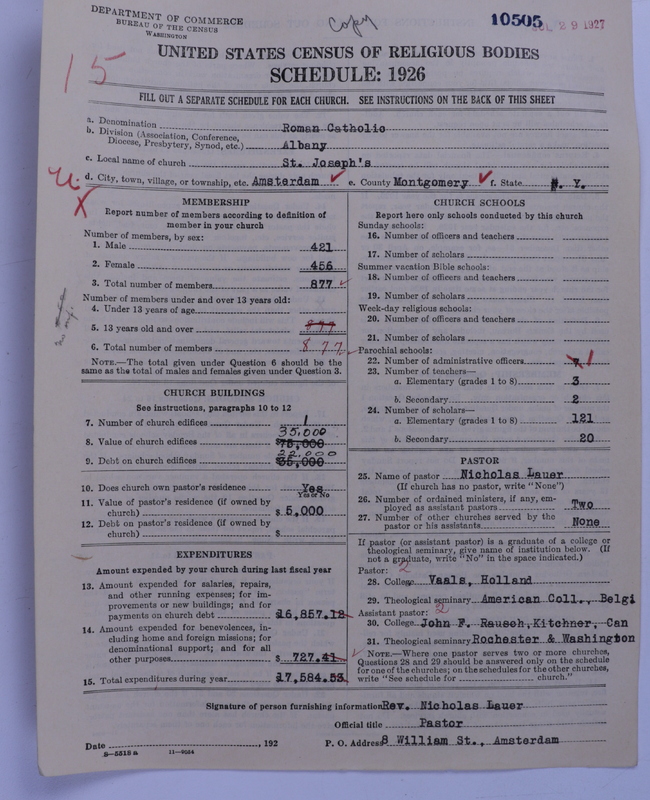 DEPARTMENT OF COMMERCE
BUREAU OF THE CENSUS
WASHINGTON
Copy
10505
JUL 29 1927
15
UNITED STATES CENSUS OF RELIGIOUS BODIES
SCHEDULE: 1926
FILL OUT A SEPARATE SCHEDULE FOR EACH CHURCH. SEE INSTRUCTIONS ON THE BACK OF THIS SHEET
a. Denomination Roman Catholic
b. Division (Association, Conference,
Diocese, Presbytery, Synod, etc.) Albany
c. Local name of church St. Joseph's
d. City, town, village, or township, etc. Amsterdam e. County Montgomery f. State N. Y.
MEMBERSHIP
Report number of members according to definition of
member in your church
Number of members, by sex:
1. Male 421
2. Female 456
3. Total number of members 877
Number of members under and over 13 years old:
4. Under 13 years of age
5. 13 years old and over 877
6. Total number of members 877
NOTE.—The total given under Question 6 should be the
same as the total of males and females given under Question 3.
CHURCH BUILDINGS
See instructions, paragraphs 10 to 12
7. Number of church edifices 1
35,000
8. Value of church edifices $75,000
22,000
9. Debt on church edifices $35,000
10. Does church own pastor's residence? Yes
Yes or No
11. Value of pastor's residence (if owned by
church) $ 5,000
12. Debt on pastor's residence (if owned by
church) $
EXPENDITURES
Amount expended by your church during last fiscal year
13. Amount expended for salaries, repairs,
and other running expenses; for im-
provements or new buildings; and for
payments on church debt $16,857.12
14. Amount expended for benevolences, in-
cluding home and foreign missions; for
denominational support; and for all
other purposes $ 727.41
15. Total expenditures during year $17,584.53
CHURCH SCHOOLS
Report here only schools conducted by this church
Sunday schools:
16. Number of officers and teachers
17. Number of scholars
Summer vacation Bible schools:
18. Number of officers and teachers
19. Number of scholars
Week-day religious schools:
20. Number of officers and teachers
21. Number of scholars
Parochial schools:
22. Number of administrative officers 1
23. Number of teachers—
a. Elementary (grades 1 to 8) 3
b. Secondary 2
24. Number of scholars—
a. Elementary (grades 1 to 8) 121
b. Secondary 20
PASTOR
25. Name of pastor Nicholas Lauer
(If church has no pastor, write "None")
26. Number of ordained ministers, if any, em-
ployed as assistant pastors Two
27. Number of other churches served by the
pastor or his assistants None
If pastor (or assistant pastor) is a graduate of a college or
theological seminary, give name of institution below. (If
not a graduate, write "No" in the space indicated.)
Pastor: 2
28. College Vaals, Holland
29. Theological seminary American Coll., Belgi
Assistant pastor: 2
30. College John F. Rausch, Kitchner, Can
31. Theological seminary Rochester & Washington
NOTE.—Where one pastor serves two or more churches,
Questions 28 and 29 should be answered only on the schedule
for one of the churches; on the schedules for the other churches,
write "See schedule for church."
Signature of person furnishing information Rev. Nicholas Lauer
Official title Pastor
Date , 192
P. O. Address 8 William St., Amsterdam
8—5518 a
11—9664